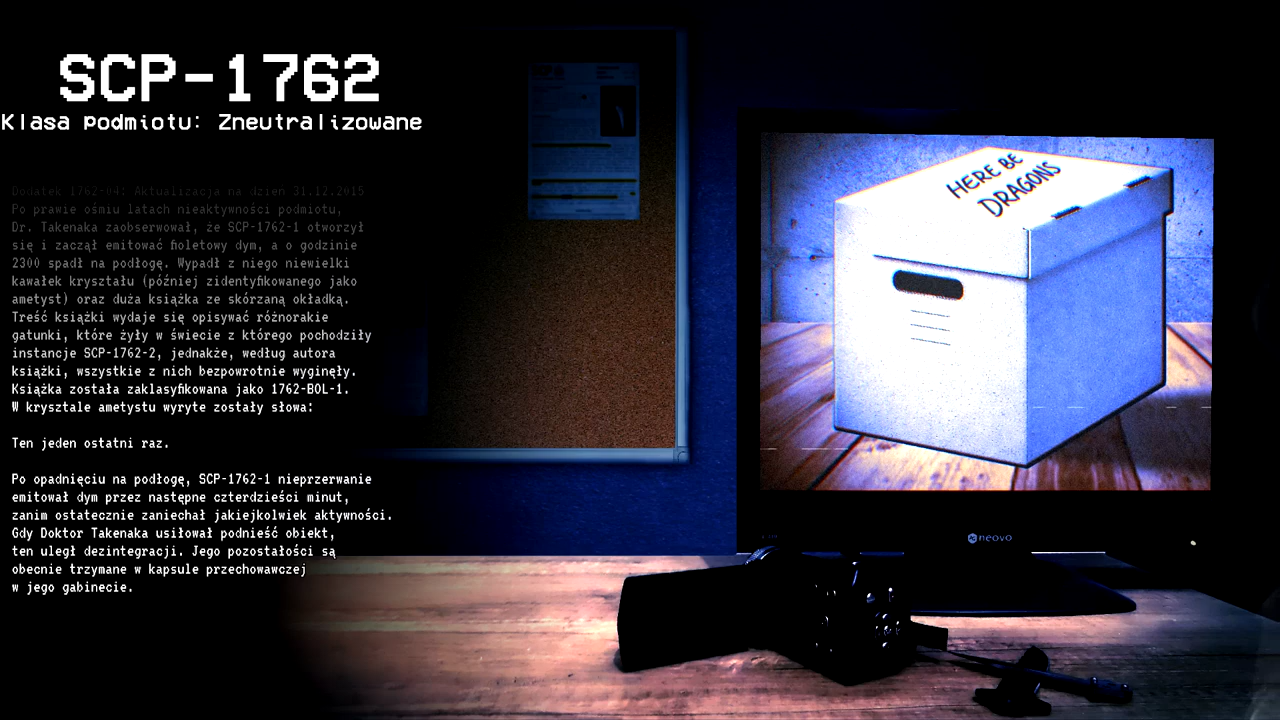 SCP-1762
Klasa podmiotu: Zneutralizowane
Dodatek 1762-04: Aktualizacja na dzień 31.12.2015
Po prawie ośmiu latach nieaktywności podmiotu,
Dr. Takenaka zaobserwował, że SCP-1762-1 otworzył
się i zaczął emitować fioletowy dym, a o godzinie
2300 spadł na podłogę. Wypadł z niego niewielki
kawałek kryształu (później zidentyfikowanego jako
ametyst) oraz duża książka ze skórzaną okładką.
Treść książki wydaje się opisywać różnorakie
gatunki, które żyły w świecie z którego pochodziły
instancje SCP-1762-2, jednakże, według autora
książki, wszystkie z nich bezpowrotnie wyginęły.
Książka została zaklasyfikowana jako 1762-BOL-1.
W krysztale ametystu wyryte zostały słowa:
Ten jeden ostatni raz.
Po opadnięciu na podłogę, SCP-1762-1 nieprzerwanie
emitował dym przez następne czterdzieści minut,
zanim ostatecznie zaniechał jakiejkolwiek aktywności.
Gdy Doktor Takenaka usiłował podnieść obiekt,
ten uległ dezintegracji. Jego pozostałości są
obecnie trzymane w kapsule przechowawczej
w jego gabinecie.
HERE BE
DRAGONS
neovo